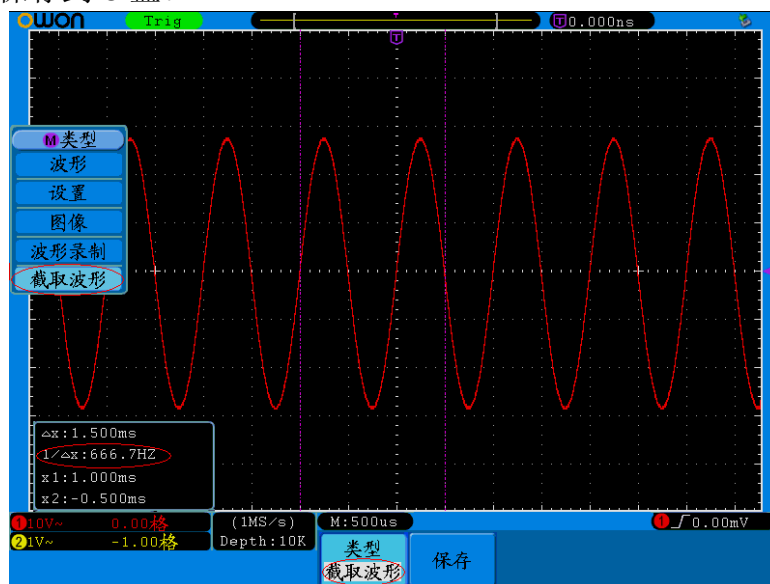 owon Trig T T 0.000ns
T
M类型
波形
设置
图像
波形录制
截取波形
△x:1.500ms
1/△x:666.7HZ
x1:1.000ms
x2:-0.500ms
1 10V~ 0.00格 (1MS/s) M:500us 1 0.00mV
2 1V~ -1.00格 Depth:10K
类型
截取波形
保存